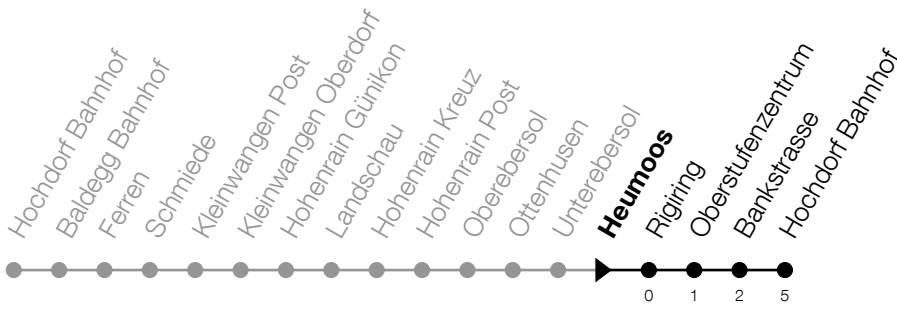 Hochdorf Bahnhof
Baldegg Bahnhof
Ferren
Schmiede
Kleinwangen Post
Kleinwangen Oberdorf
Hohenrain Günikon
Landschau
Hohenrain Kreuz
Hohenrain Post
Oberebersol
Ottenhusen
Unterebersol
Heumoos
Rigiring
Oberstufenzentrum
Bankstrasse
Hochdorf Bahnhof
0 1 2 5